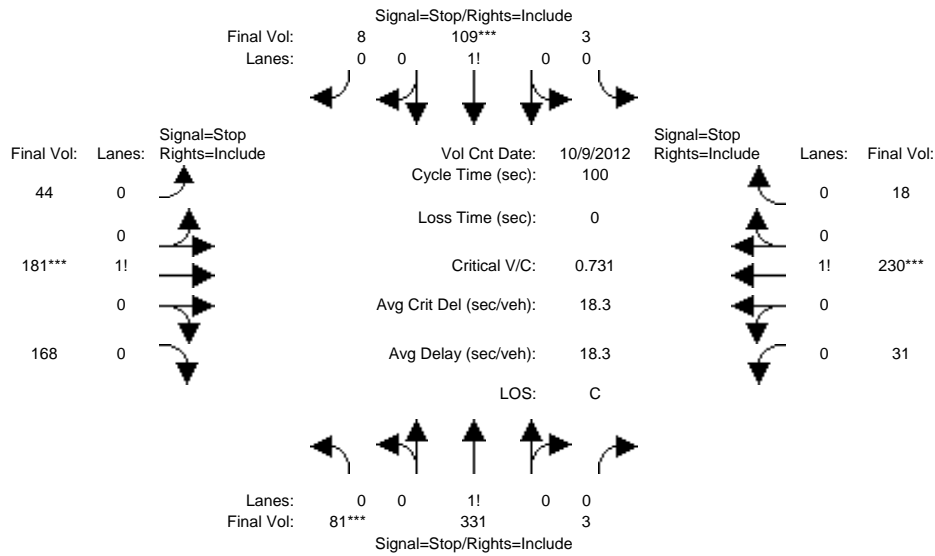 Signal=Stop/Rights=Include
Final Vol: 8 109*** 3
Lanes: 0 0 1! 0 0
Signal=Stop Signal=Stop
Final Vol: Lanes: Rights=Include Vol Cnt Date: 10/9/2012 Rights=Include Lanes: Final Vol:
Cycle Time (sec): 100
44 0 0 18
Loss Time (sec): 0
0 0
181*** 1! Critical V/C: 0.731 1! 230***
0 Avg Crit Del (sec/veh): 18.3 0
168 0 Avg Delay (sec/veh): 18.3 0 31
LOS: C
Lanes: 0 0 1! 0 0
Final Vol: 81*** 331 3
Signal=Stop/Rights=Include